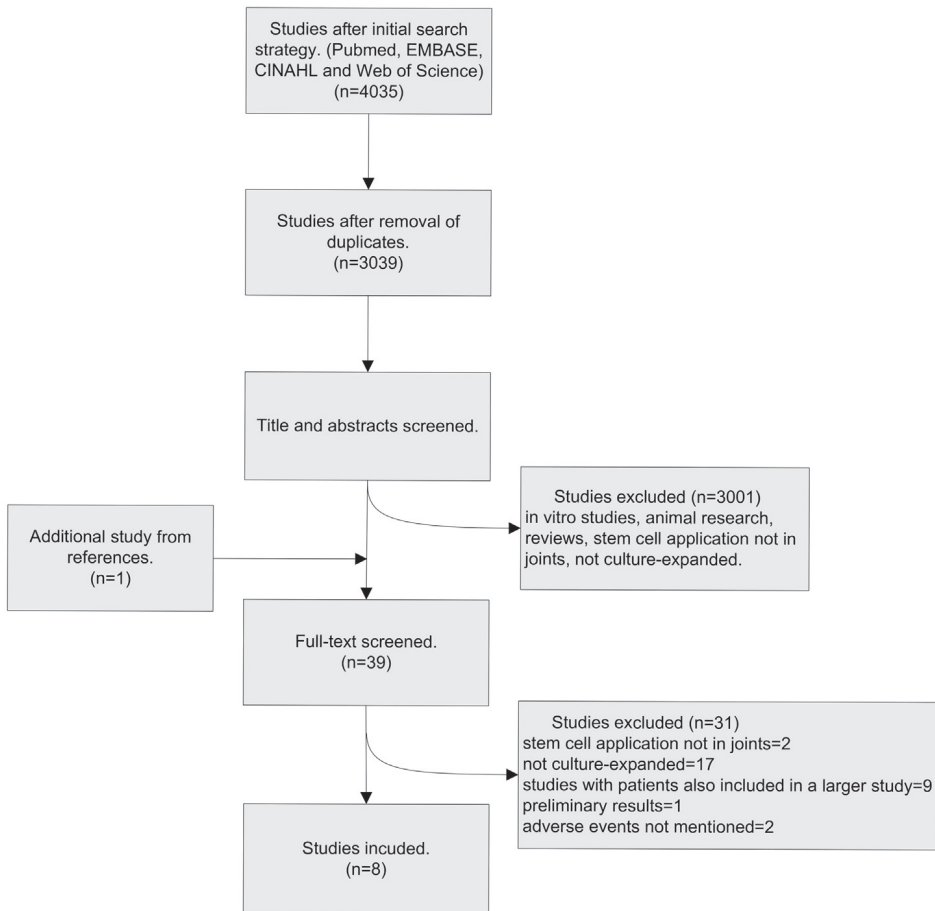 Studies after initial search
strategy. (Pubmed, EMBASE,
CINAHL and Web of Science)
(n=4035)
Studies after removal of
duplicates.
(n=3039)
Title and abstracts screened.
Studies excluded (n=3001)
in vitro studies, animal research,
reviews, stem cell application not in
joints, not culture-expanded.
Additional study from
references.
(n=1)
Full-text screened.
(n=39)
Studies excluded (n=31)
stem cell application not in joints=2
not culture-expanded=17
studies with patients also included in a larger study=9
preliminary results=1
adverse events not mentioned=2
Studies incuded.
(n=8)